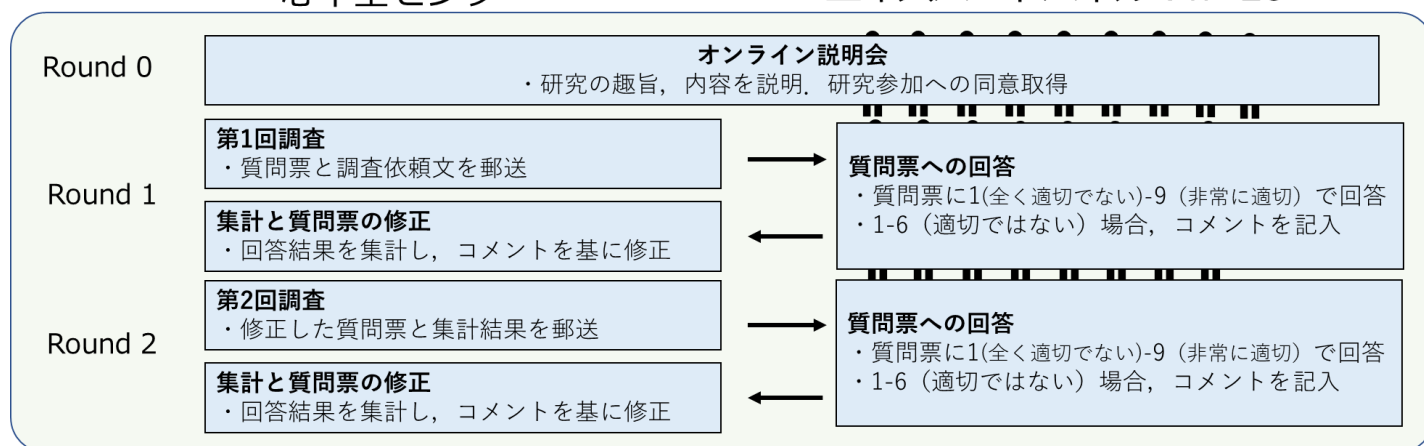 Round 0
オンライン説明会
・研究の趣旨，内容を説明．研究参加への同意取得
Round 1
第1回調査
・質問票と調査依頼文を郵送
質問票への回答
・質問票に1(全く適切でない)-9（非常に適切）で回答
・1-6（適切ではない）場合，コメントを記入
集計と質問票の修正
・回答結果を集計し，コメントを基に修正
Round 2
第2回調査
・修正した質問票と集計結果を郵送
質問票への回答
・質問票に1(全く適切でない)-9（非常に適切）で回答
・1-6（適切ではない）場合，コメントを記入
集計と質問票の修正
・回答結果を集計し，コメントを基に修正